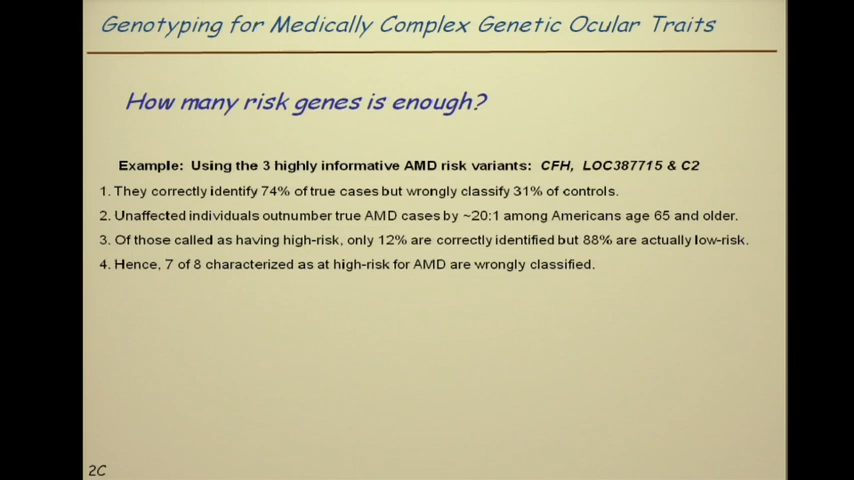 Genotyping for Medically Complex Genetic Ocular Traits
How many risk genes is enough?
Example: Using the 3 highly informative AMD risk variants: CFH, LOC387715 & C2
1. They correctly identify 74% of true cases but wrongly classify 31% of controls.
2. Unaffected individuals outnumber true AMD cases by ~20:1 among Americans age 65 and older.
3. Of those called as having high-risk, only 12% are correctly identified but 88% are actually low-risk.
4. Hence, 7 of 8 characterized as at high-risk for AMD are wrongly classified.
2C